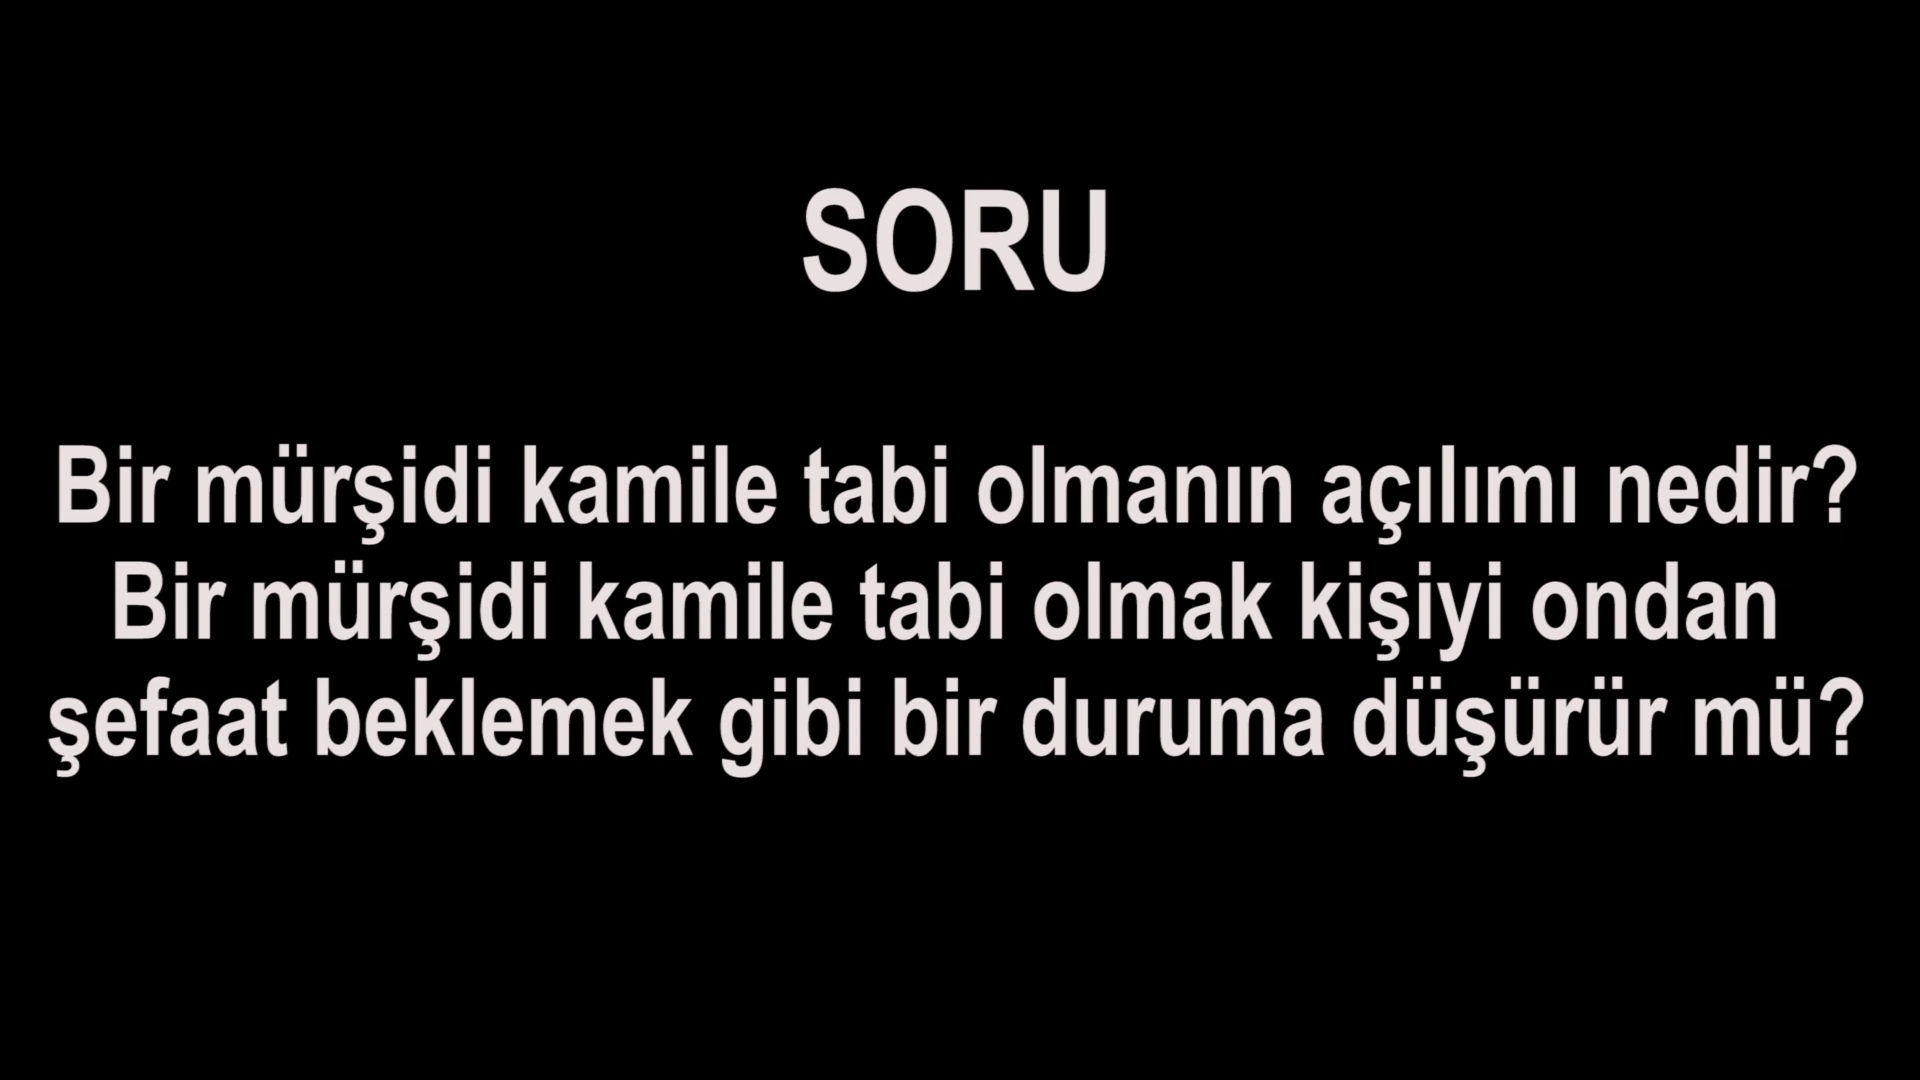 SORU
Bir mürşidi kamile tabi olmanın açılımı nedir?
Bir mürşidi kamile tabi olmak kişiyi ondan
şefaat beklemek gibi bir duruma düşürür mü?